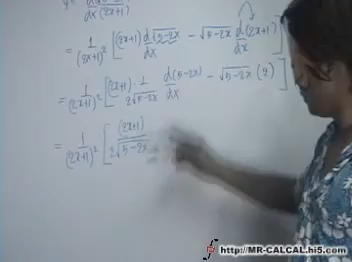 d
dx (2x+1)
= 1/(2x+1)² [(2x+1) d√5-2x/dx - √5-2x d(2x+1)/dx]
= 1/(2x+1)² [(2x+1)·1/2√5-2x d(5-2x)/dx - √5-2x (2)]
= 1/(2x+1)² [(2x+1)/2√5-2x
http://MR-CALCAL.hi5.com